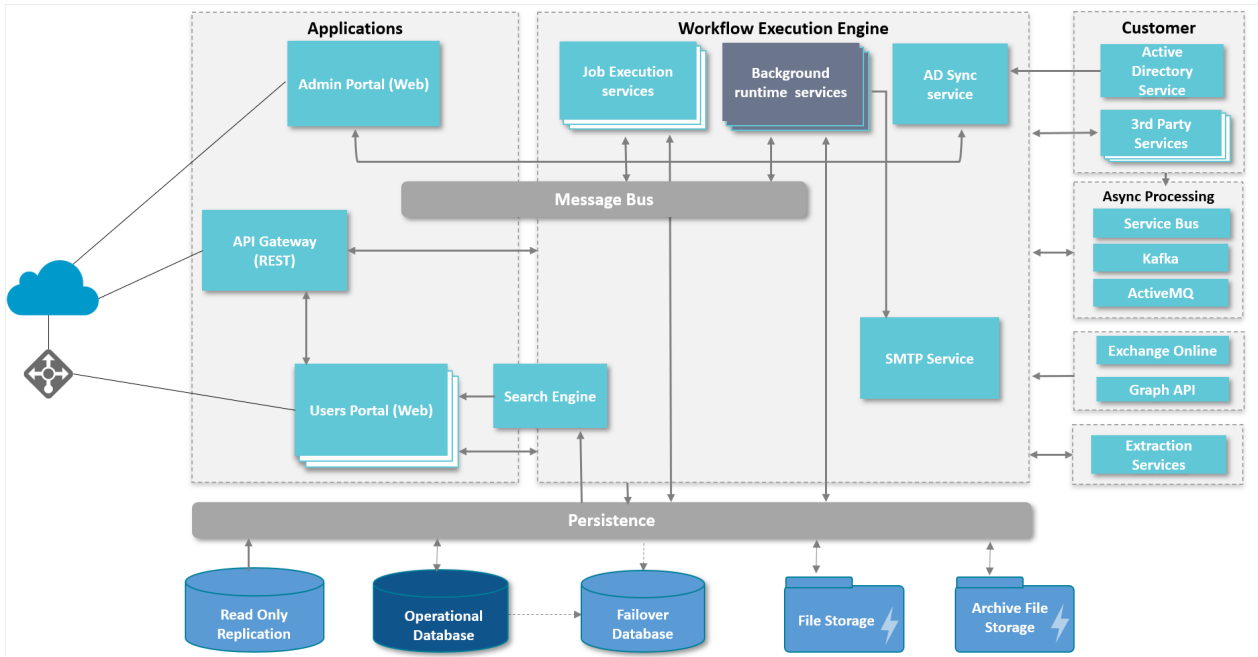 Applications
Workflow Execution Engine
Customer
Admin Portal (Web)
Job Execution
services
Background
runtime services
AD Sync
service
Active
Directory
Service
3rd Party
Services
Message Bus
Async Processing
Service Bus
Kafka
ActiveMQ
API Gateway
(REST)
SMTP Service
Exchange Online
Graph API
Users Portal (Web)
Search Engine
Extraction
Services
Persistence
Read Only
Replication
Operational
Database
Failover
Database
File Storage
Archive File
Storage